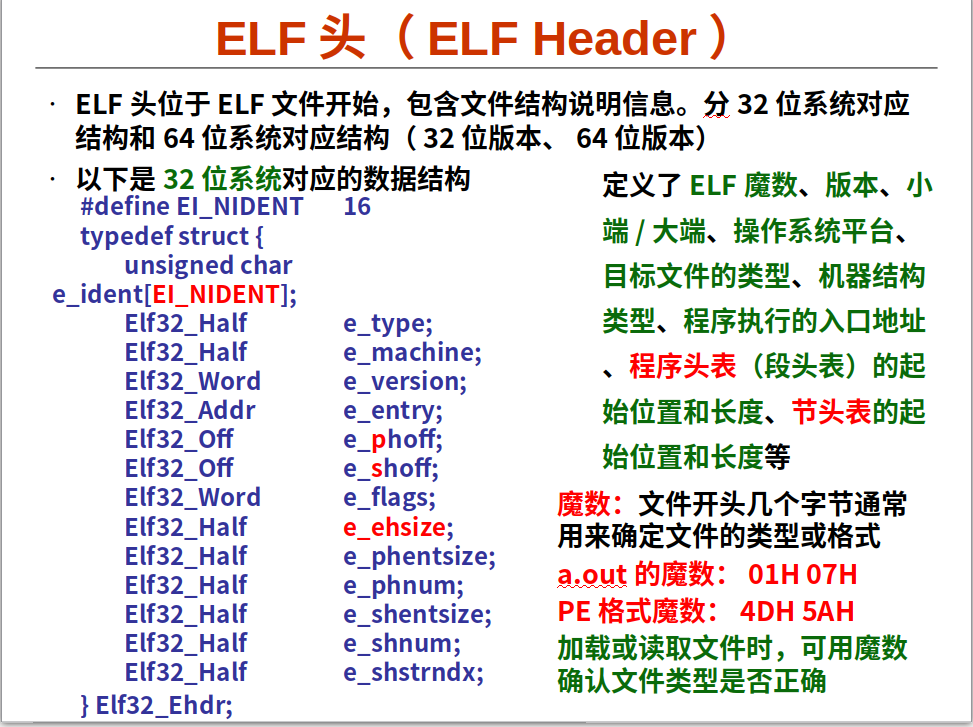 ELF 头（ ELF Header ）
· ELF 头位于 ELF 文件开始，包含文件结构说明信息。分 32 位系统对应
结构和 64 位系统对应结构（ 32 位版本、 64 位版本）
· 以下是 32 位系统对应的数据结构
#define EI_NIDENT 16
typedef struct {
unsigned char
e_ident[EI_NIDENT];
Elf32_Half e_type;
Elf32_Half e_machine;
Elf32_Word e_version;
Elf32_Addr e_entry;
Elf32_Off e_phoff;
Elf32_Off e_shoff;
Elf32_Word e_flags;
Elf32_Half e_ehsize;
Elf32_Half e_phentsize;
Elf32_Half e_phnum;
Elf32_Half e_shentsize;
Elf32_Half e_shnum;
Elf32_Half e_shstrndx;
} Elf32_Ehdr;
定义了 ELF 魔数、版本、小
端 / 大端、操作系统平台、
目标文件的类型、机器结构
类型、程序执行的入口地址
、程序头表（段头表）的起
始位置和长度、节头表的起
始位置和长度等
魔数：文件开头几个字节通常
用来确定文件的类型或格式
a.out 的魔数： 01H 07H
PE 格式魔数： 4DH 5AH
加载或读取文件时，可用魔数
确认文件类型是否正确